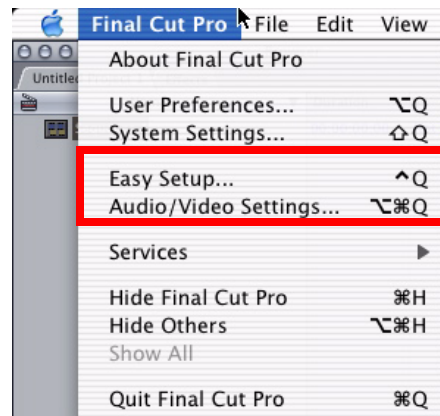 Final Cut Pro File Edit View
About Final Cut Pro
Untitled
User Preferences... ⌥Q
System Settings... ⇧Q
Easy Setup... ^Q
Audio/Video Settings... ⌥⌘Q
Services ▶
Hide Final Cut Pro ⌘H
Hide Others ⌥⌘H
Show All
Quit Final Cut Pro ⌘Q